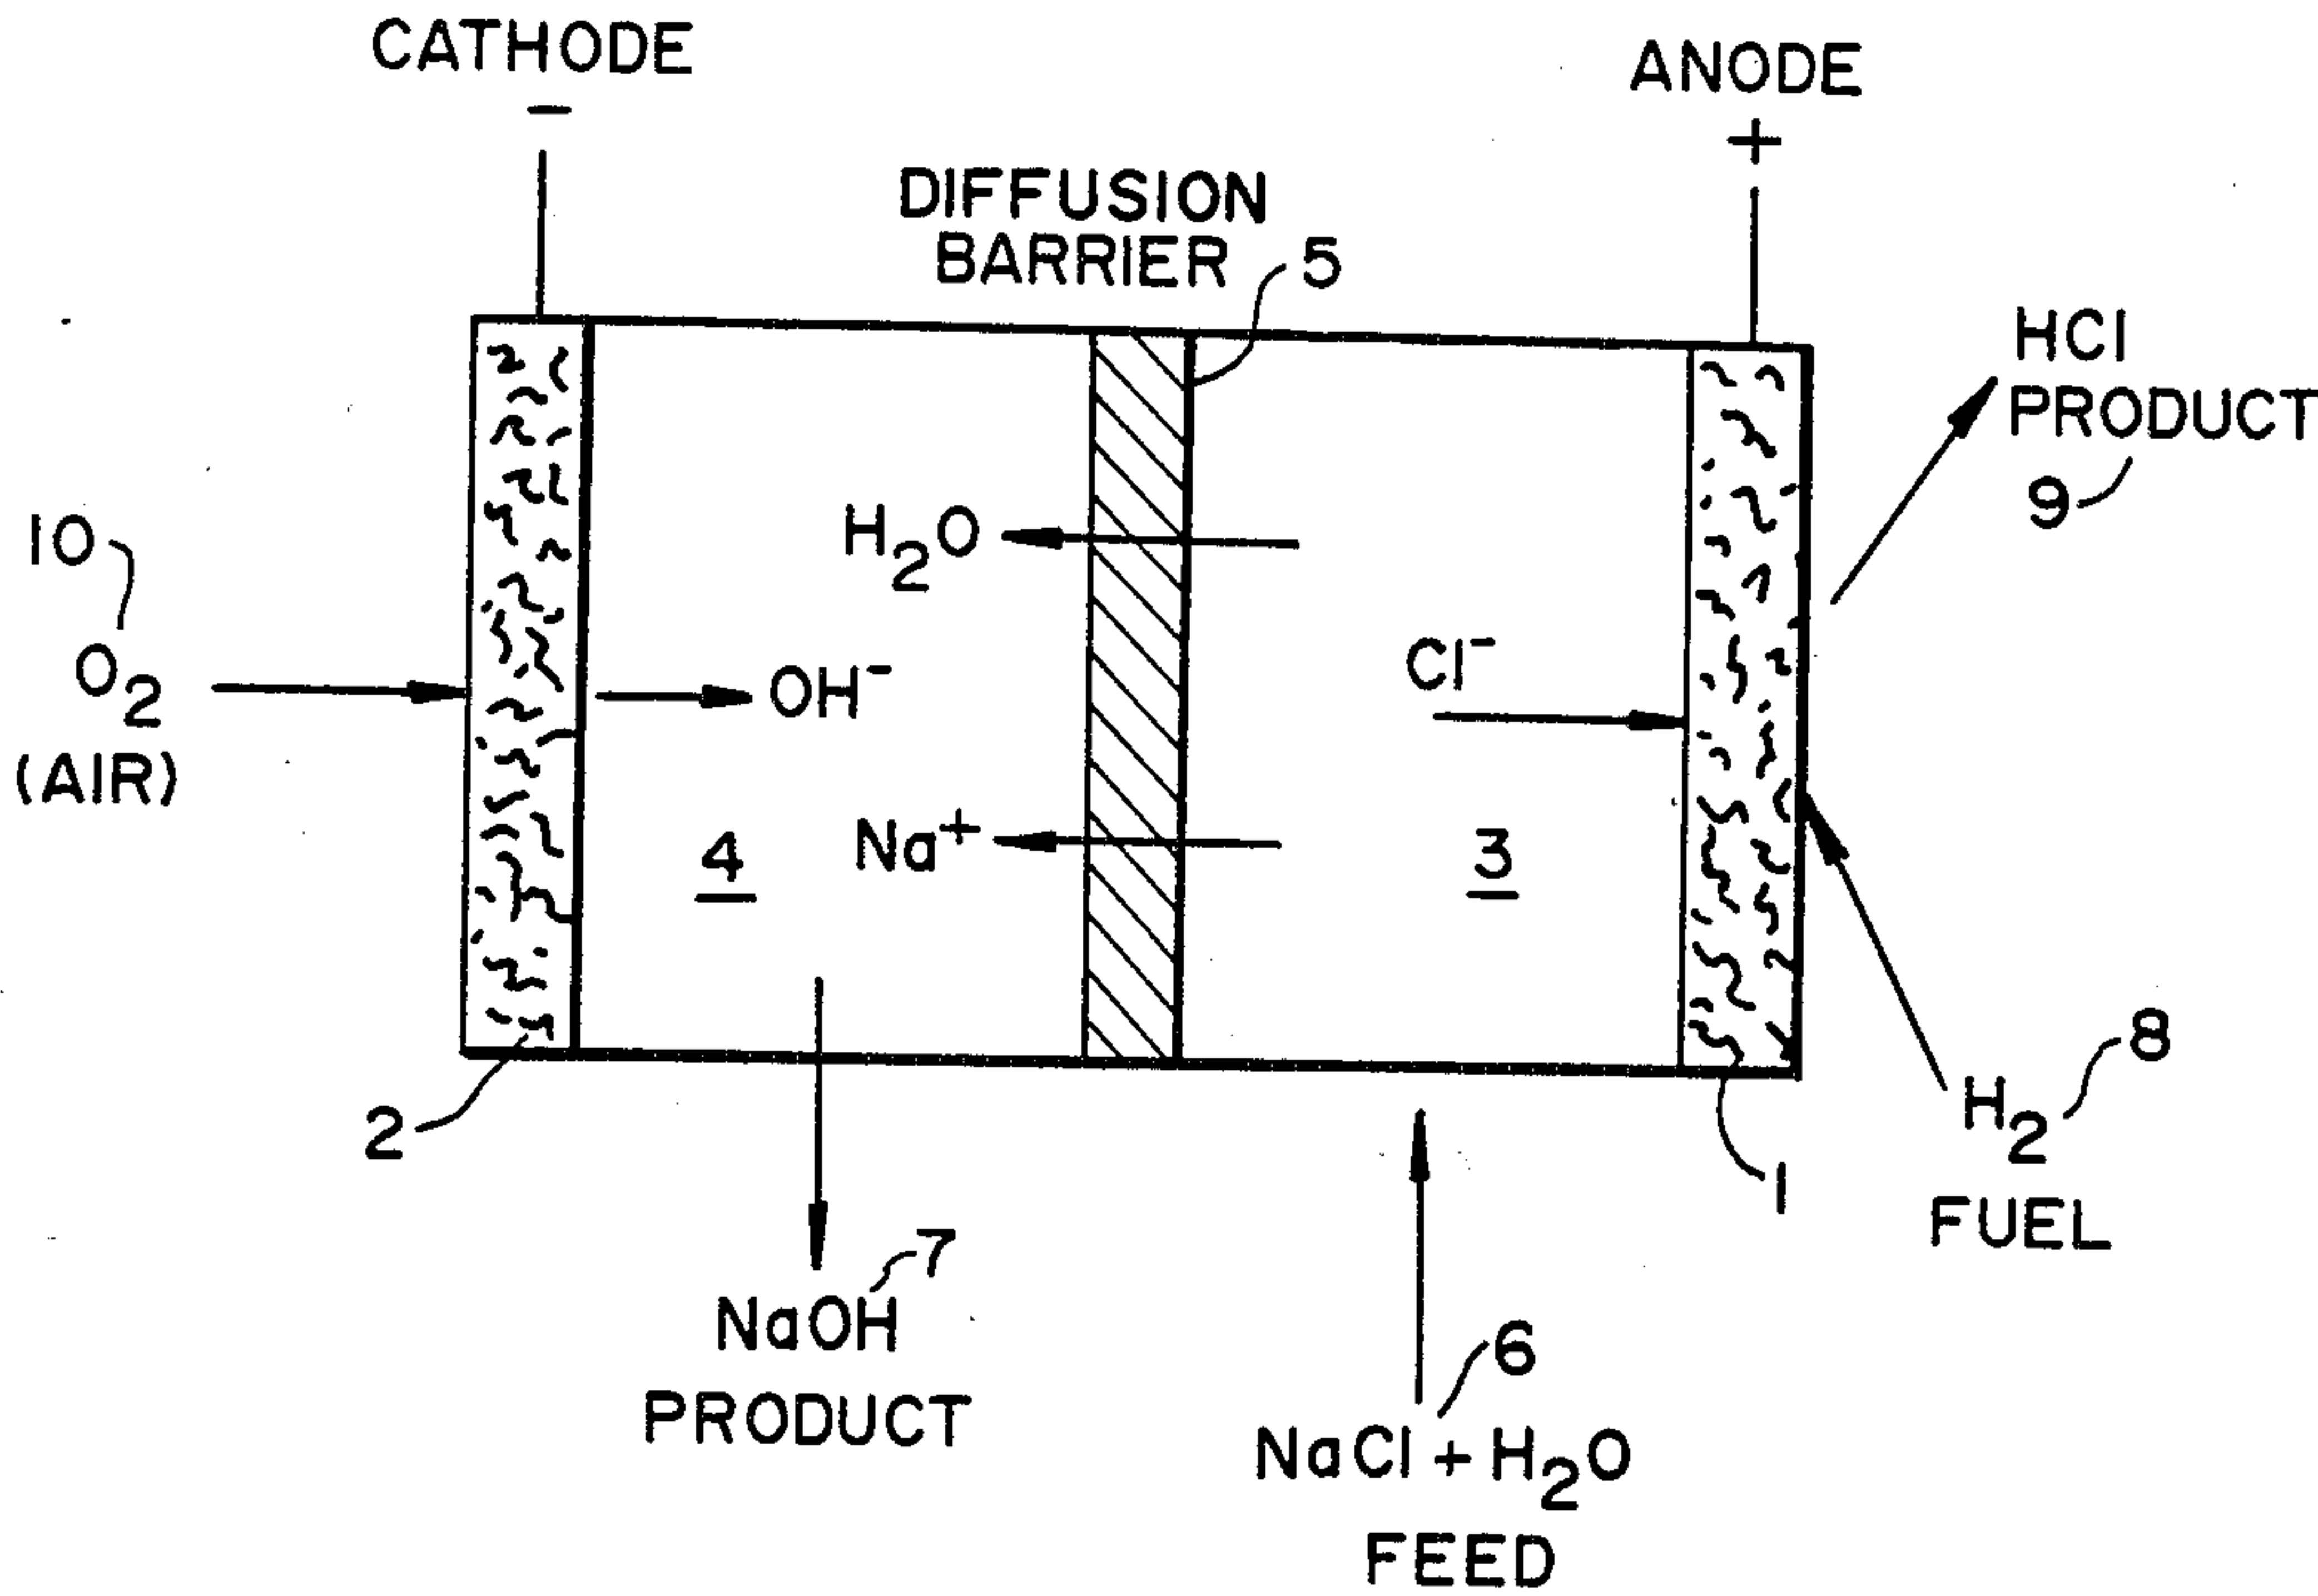 CATHODE
−
ANODE
+
DIFFUSION
BARRIER
5
HCl
PRODUCT
9
10
O2
(AIR)
H2O
OH−
Cl−
Na+
4
3
2
8
H2
FUEL
1
7
NaOH
PRODUCT
6
NaCl + H2O
FEED